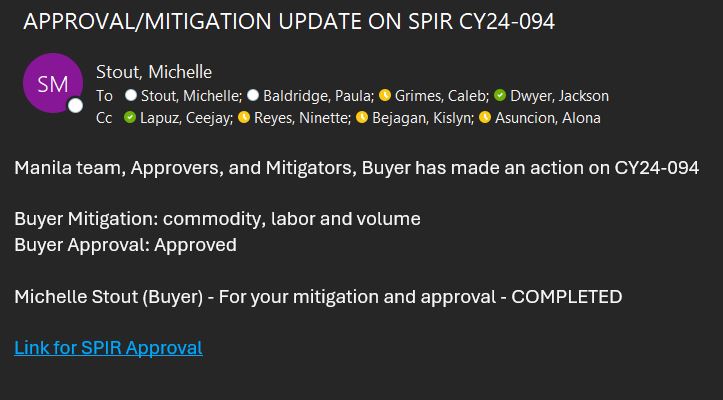 APPROVAL/MITIGATION UPDATE ON SPIR CY24-094
SM
Stout, Michelle
To Stout, Michelle; Baldridge, Paula; Grimes, Caleb; Dwyer, Jackson
Cc Lapuz, Ceejay; Reyes, Ninette; Bejagan, Kislyn; Asuncion, Alona
Manila team, Approvers, and Mitigators, Buyer has made an action on CY24-094
Buyer Mitigation: commodity, labor and volume
Buyer Approval: Approved
Michelle Stout (Buyer) - For your mitigation and approval - COMPLETED
Link for SPIR Approval